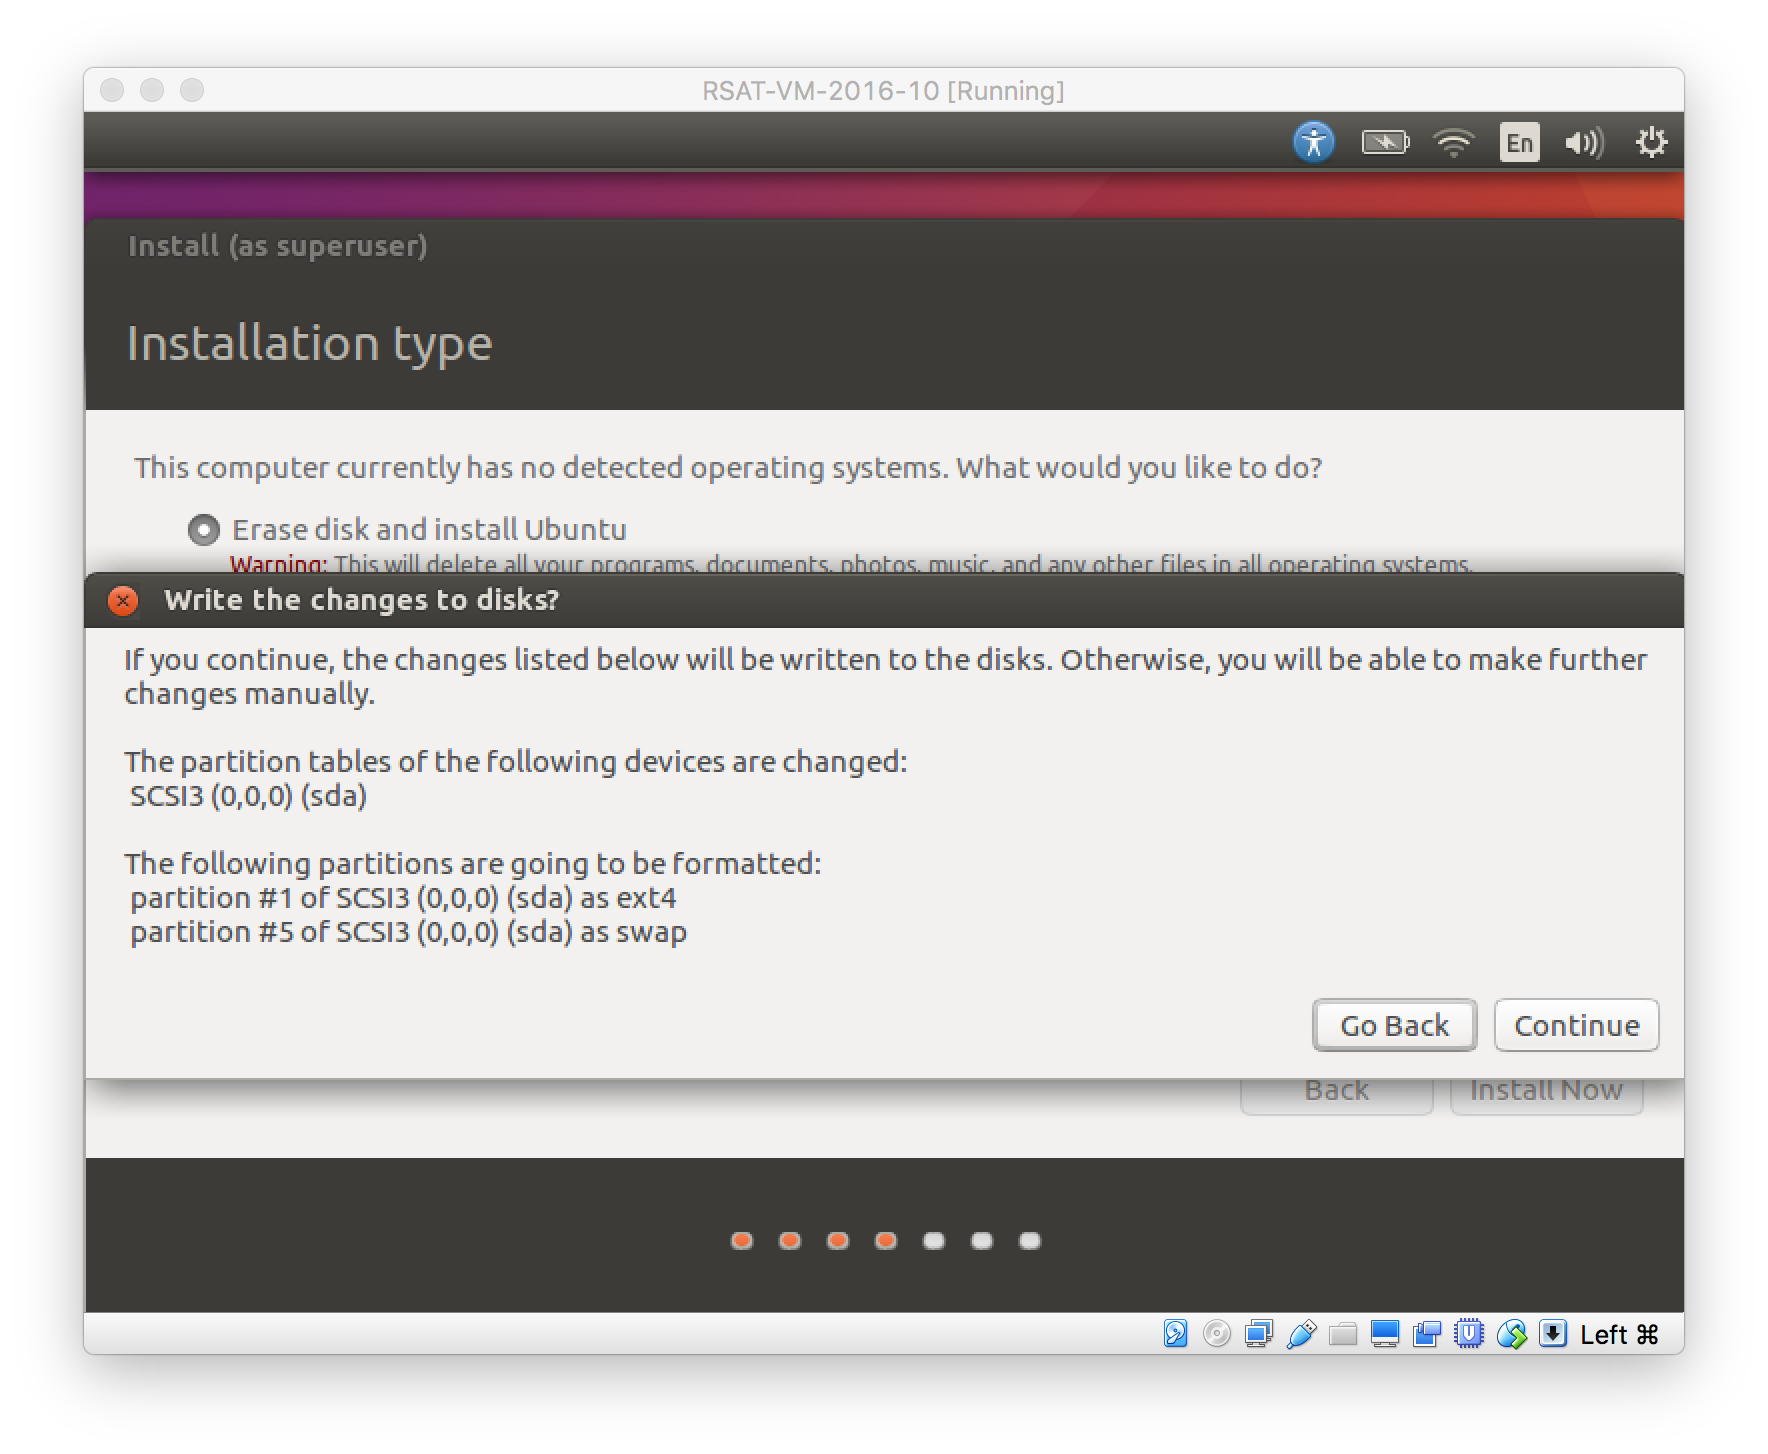 RSAT-VM-2016-10 [Running]
En
Install (as superuser)
Installation type
This computer currently has no detected operating systems. What would you like to do?
Erase disk and install Ubuntu
Warning: This will delete all your programs, documents, photos, music, and any other files in all operating systems.
Write the changes to disks?
If you continue, the changes listed below will be written to the disks. Otherwise, you will be able to make further
changes manually.
The partition tables of the following devices are changed:
SCSI3 (0,0,0) (sda)
The following partitions are going to be formatted:
partition #1 of SCSI3 (0,0,0) (sda) as ext4
partition #5 of SCSI3 (0,0,0) (sda) as swap
Go Back Continue
Back Install Now
Left ⌘